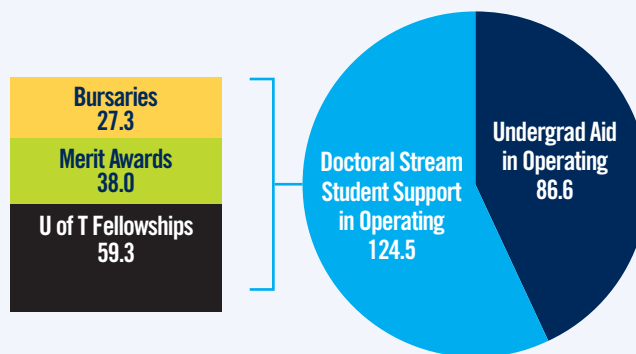 Bursaries
27.3
Merit Awards
38.0
U of T Fellowships
59.3
Doctoral Stream
Student Support
in Operating
124.5
Undergrad Aid
in Operating
86.6